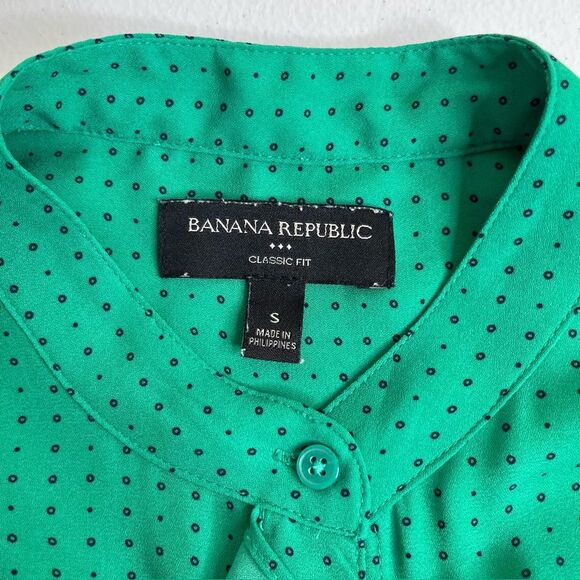 BANANA REPUBLIC
CLASSIC FIT
S
MADE IN
PHILIPPINES